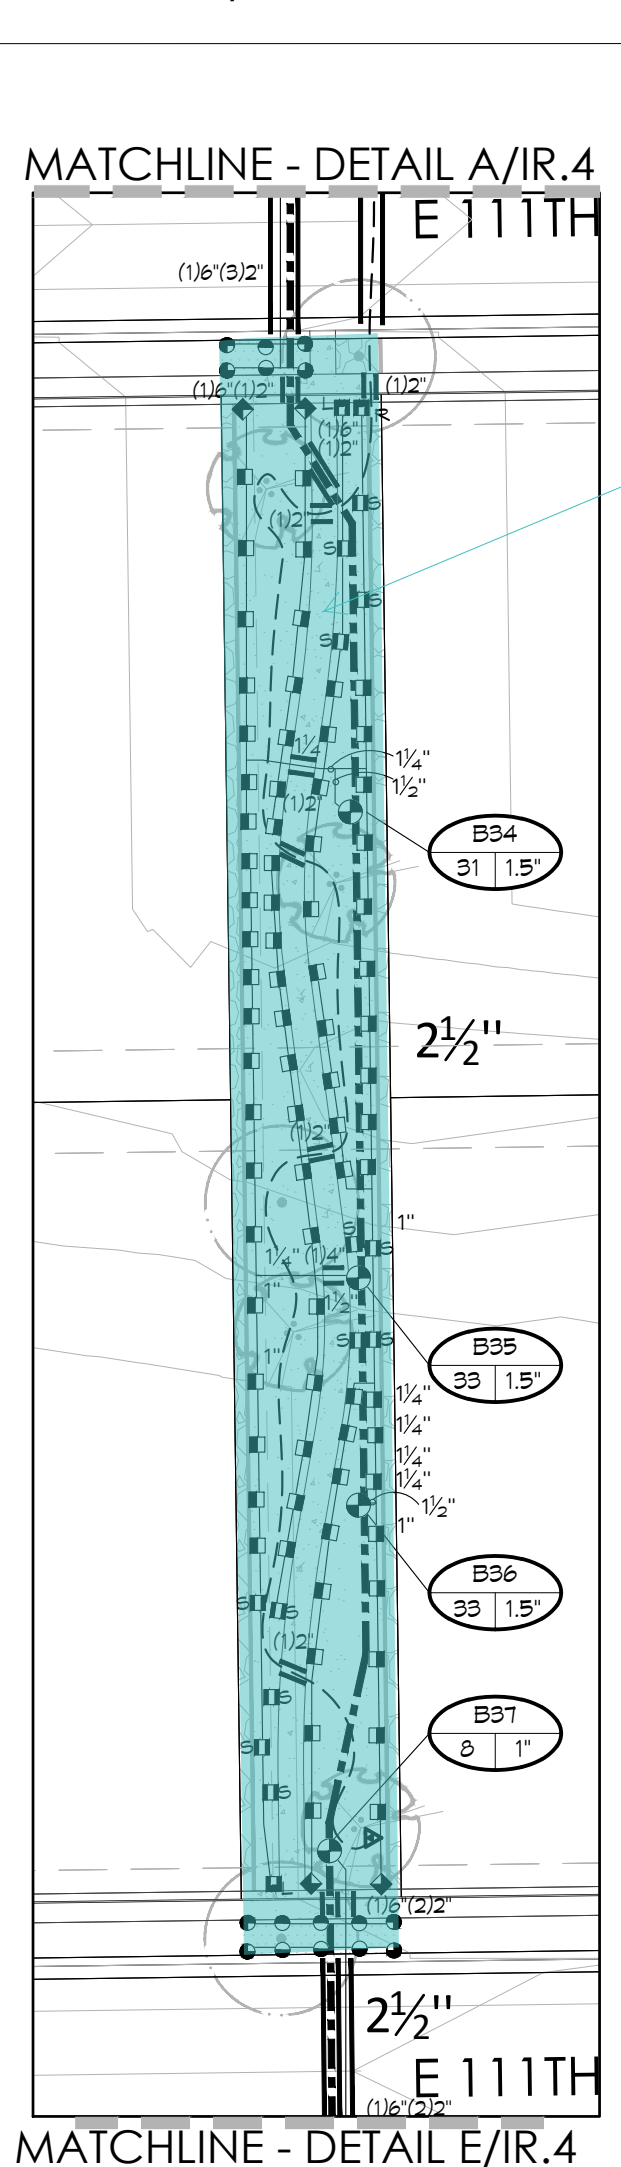 MATCHLINE - DETAIL A/IR.4
E 111TH
(1)6"(3)2"
(1)6"(1)2"
(1)2"
L
R
(1)6"
(1)2"
S
(1)2"
S
S
S
1¼
1¼"
1½"
(1)2"
B34
31 1.5"
2½"
(1)2"
1"
S
S
1¼" (1)4"
1"
1½"
S S
B35
33 1.5"
1"
1¼"
1¼"
1¼"
1¼"
1½"
1"
B36
33 1.5"
S
S
(1)2"
S
B37
8 1"
S
S
L
(1)6"(2)2"
2½"
E 111TH
(1)6"(2)2"
MATCHLINE - DETAIL E/IR.4